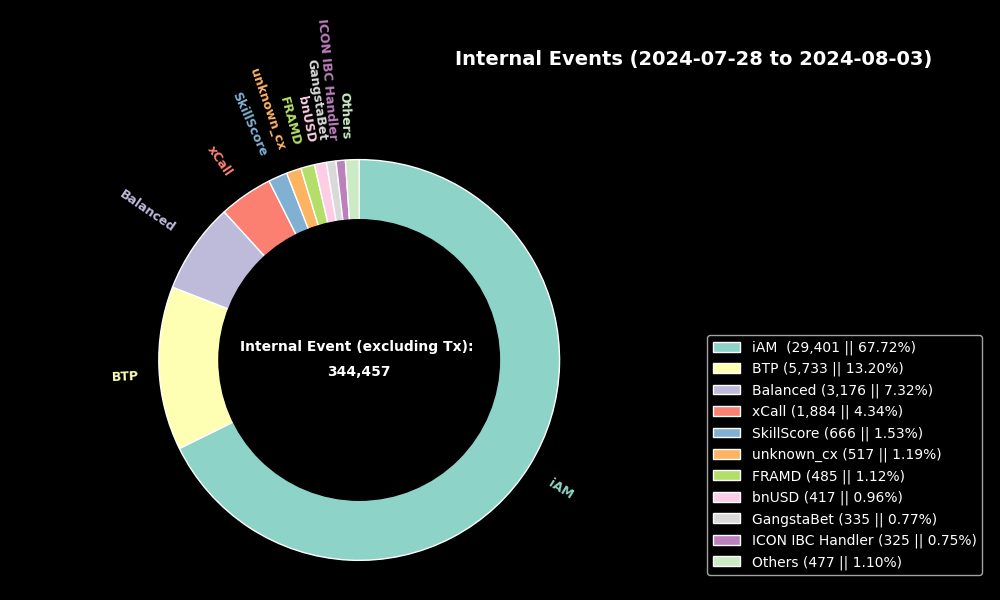 Internal Events (2024-07-28 to 2024-08-03)
ICON IBC Handler
GangstaBet
Others
bnUSD
FRAMD
unknown_cx
SkillScore
xCall
Balanced
BTP
iAM
Internal Event (excluding Tx):
344,457
iAM  (29,401 || 67.72%)
BTP (5,733 || 13.20%)
Balanced (3,176 || 7.32%)
xCall (1,884 || 4.34%)
SkillScore (666 || 1.53%)
unknown_cx (517 || 1.19%)
FRAMD (485 || 1.12%)
bnUSD (417 || 0.96%)
GangstaBet (335 || 0.77%)
ICON IBC Handler (325 || 0.75%)
Others (477 || 1.10%)